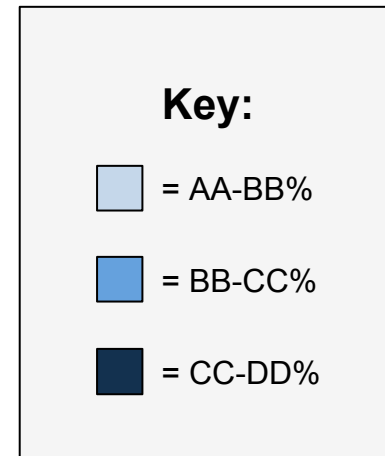 Key:
= AA-BB%
= BB-CC%
= CC-DD%